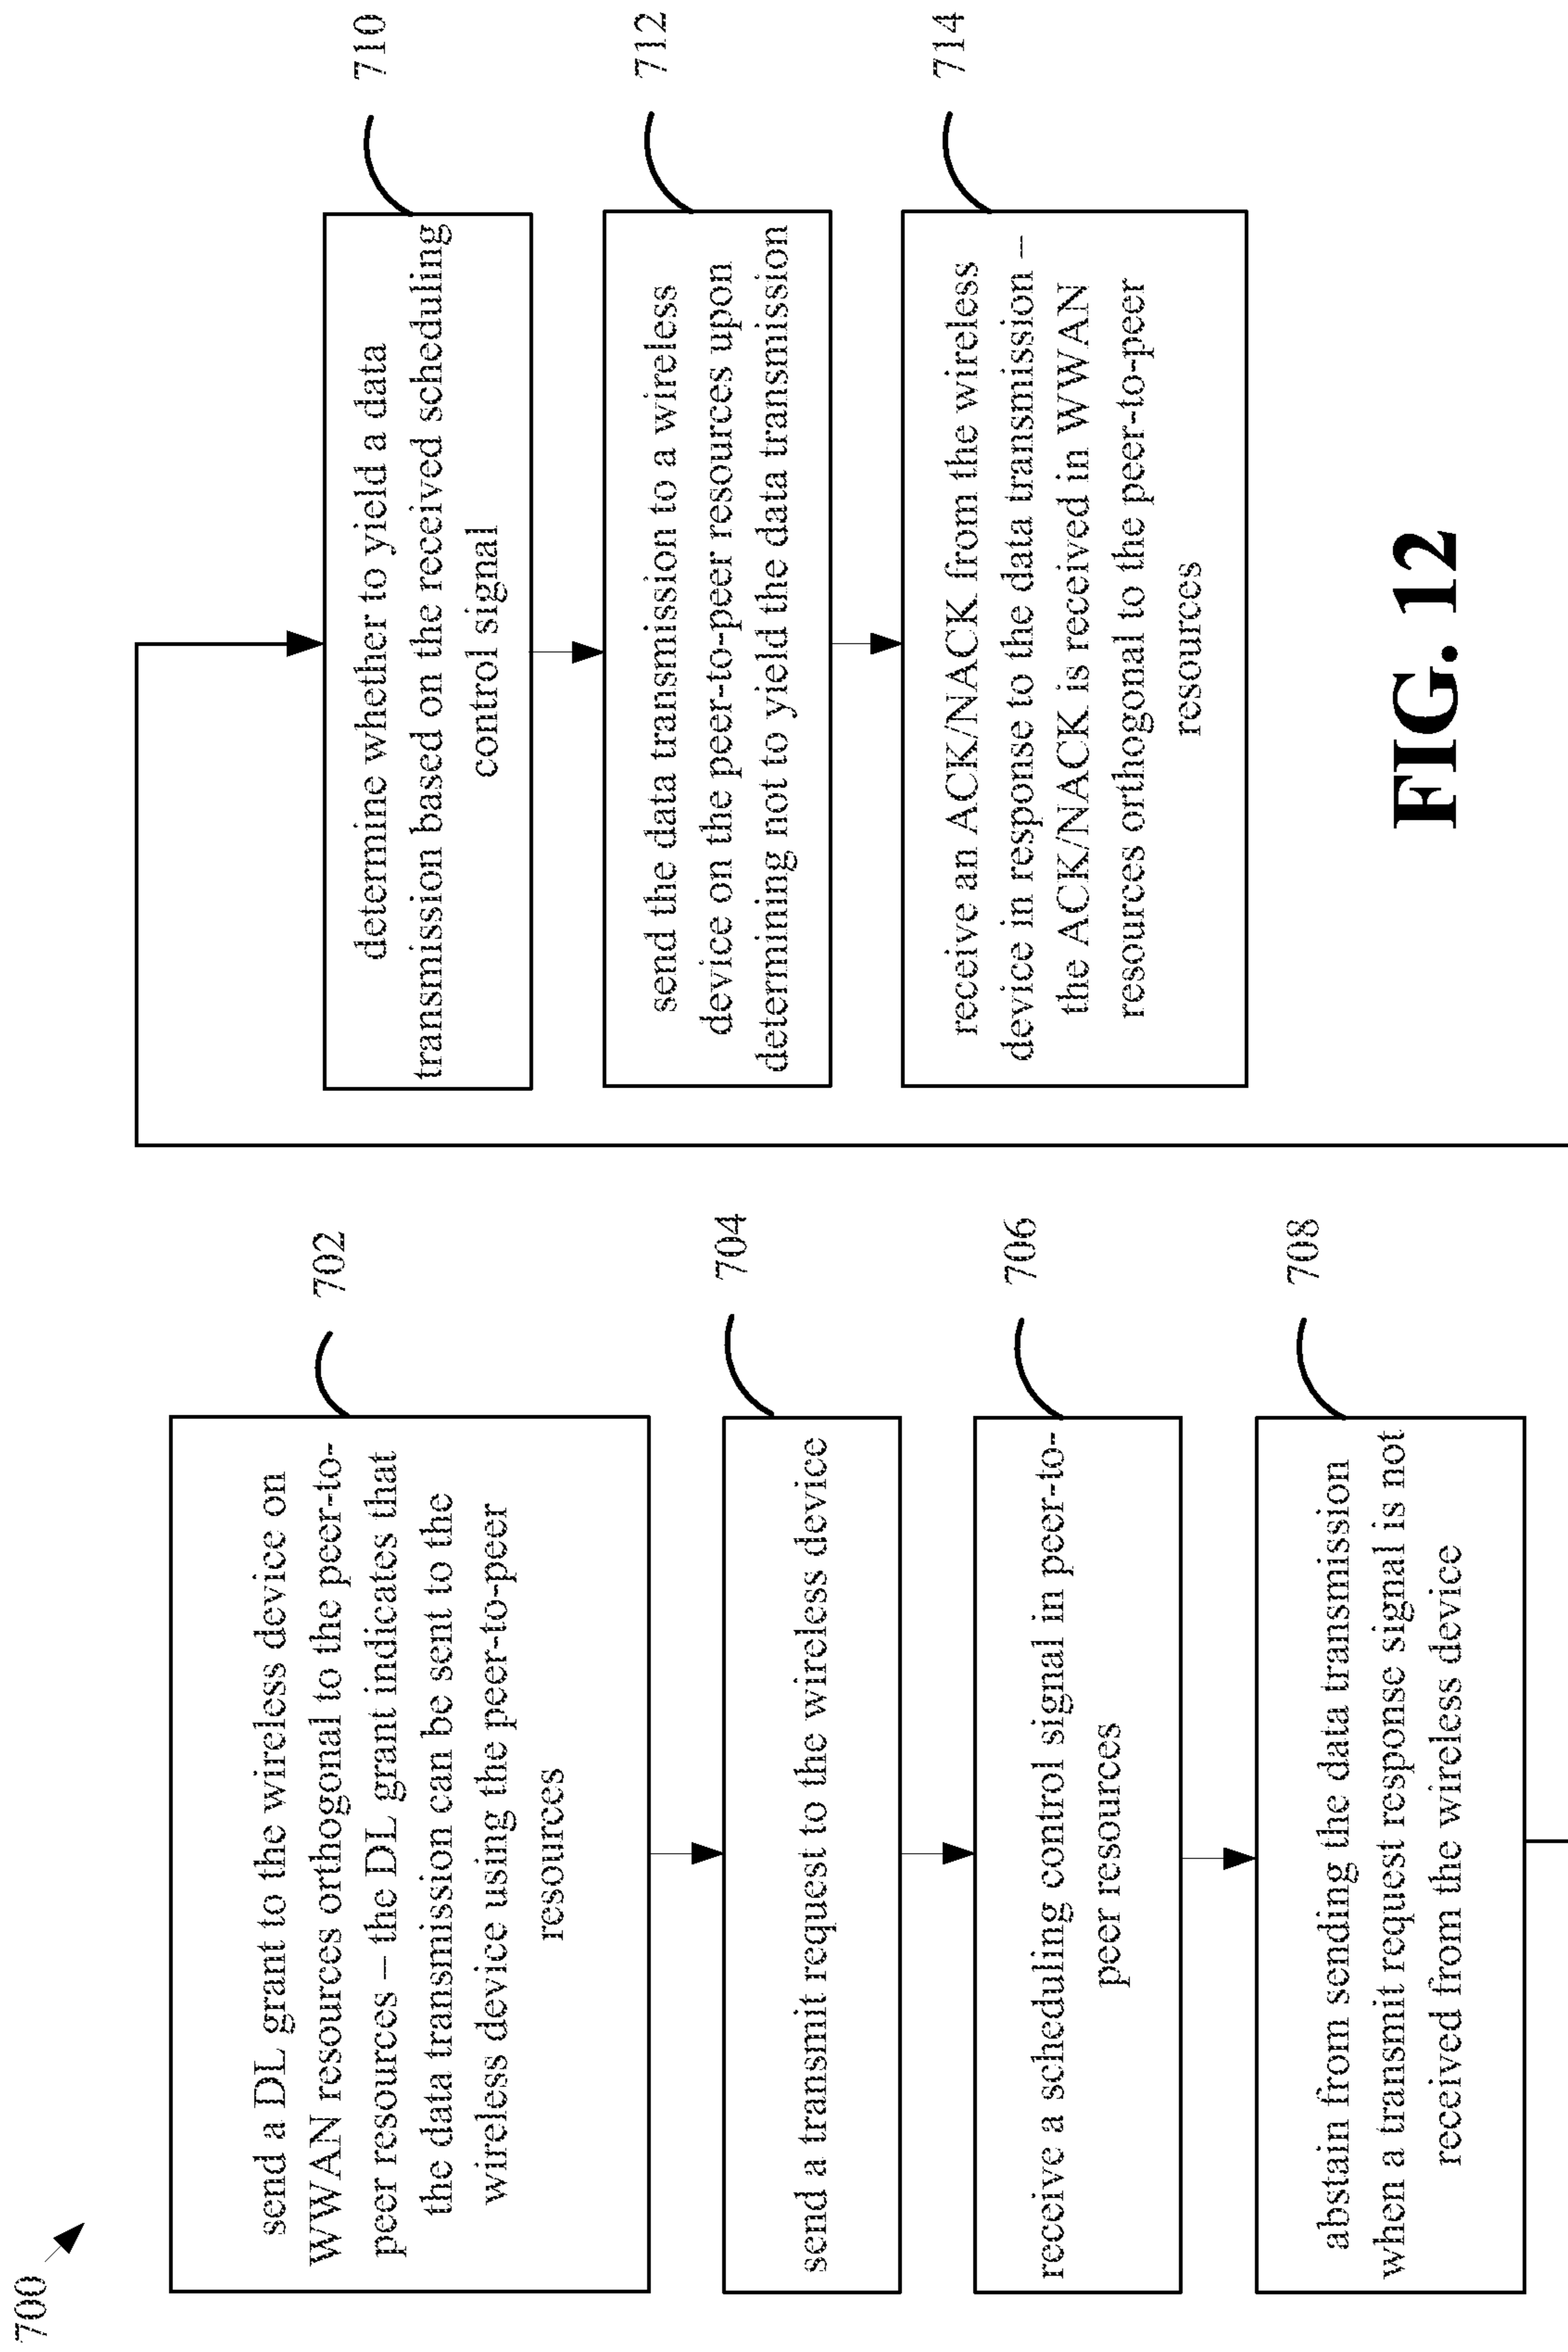 700
702
send a DL grant to the wireless device on
WWAN resources orthogonal to the peer-to-
peer resources – the DL grant indicates that
the data transmission can be sent to the
wireless device using the peer-to-peer
resources
704
send a transmit request to the wireless device
706
receive a scheduling control signal in peer-to-
peer resources
708
abstain from sending the data transmission
when a transmit request response signal is not
received from the wireless device
710
determine whether to yield a data
transmission based on the received scheduling
control signal
712
send the data transmission to a wireless
device on the peer-to-peer resources upon
determining not to yield the data transmission
714
receive an ACK/NACK from the wireless
device in response to the data transmission –
the ACK/NACK is received in WWAN
resources orthogonal to the peer-to-peer
resources
FIG. 12